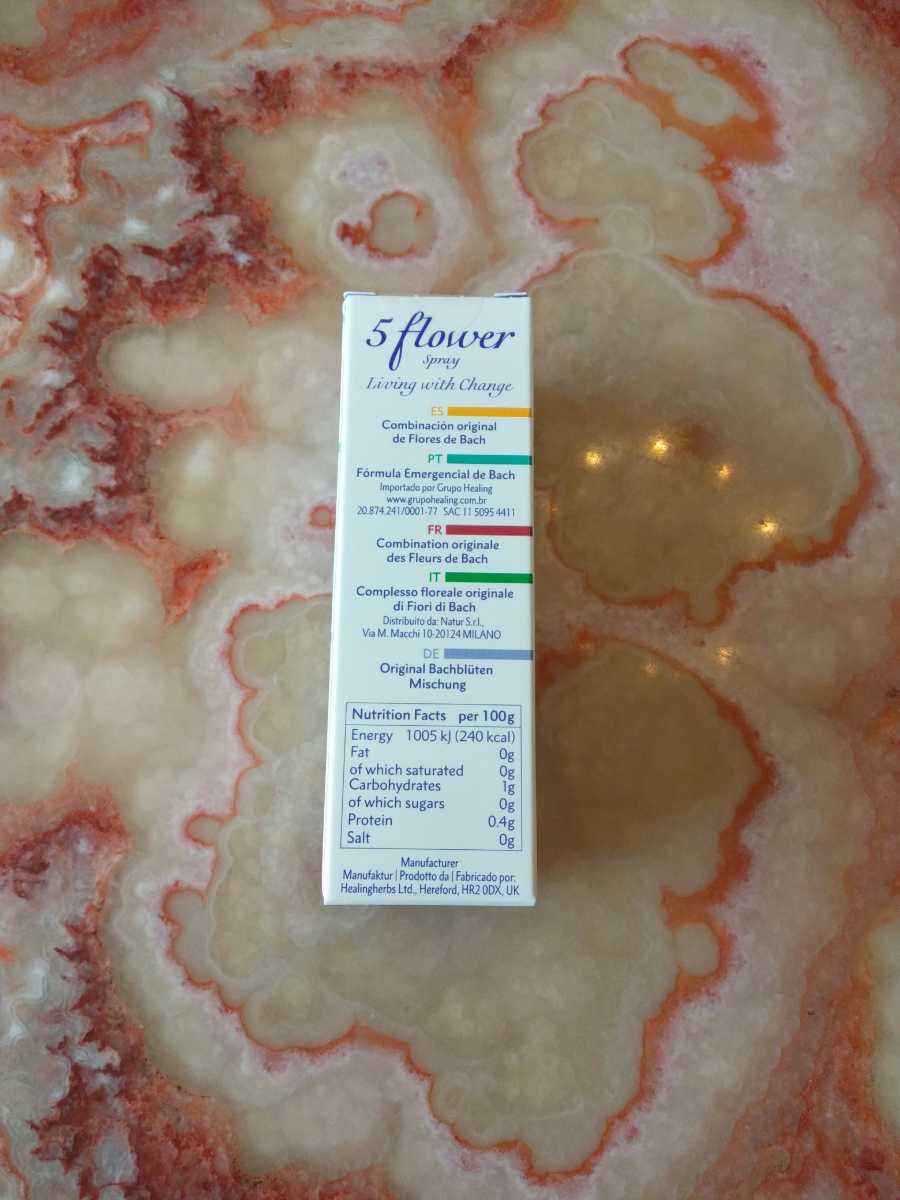 5 flower
Spray
Living with Change
ES
Combinación original
de Flores de Bach
PT
Fórmula Emergencial de Bach
Importado por Grupo Healing
www.grupohealing.com.br
20.874.241/0001-77 SAC 11 5095 4411
FR
Combination originale
des Fleurs de Bach
IT
Complesso floreale originale
di Fiori di Bach
Distribuito da: Natur S.r.l.,
Via M. Macchi 10-20124 MILANO
DE
Original Bachblüten
Mischung
Nutrition Facts per 100g
Energy 1005 kJ (240 kcal)
Fat 0g
of which saturated 0g
Carbohydrates 1g
of which sugars 0g
Protein 0.4g
Salt 0g
Manufacturer
Manufaktur | Prodotto da | Fabricado por:
Healingherbs Ltd., Hereford, HR2 0DX, UK